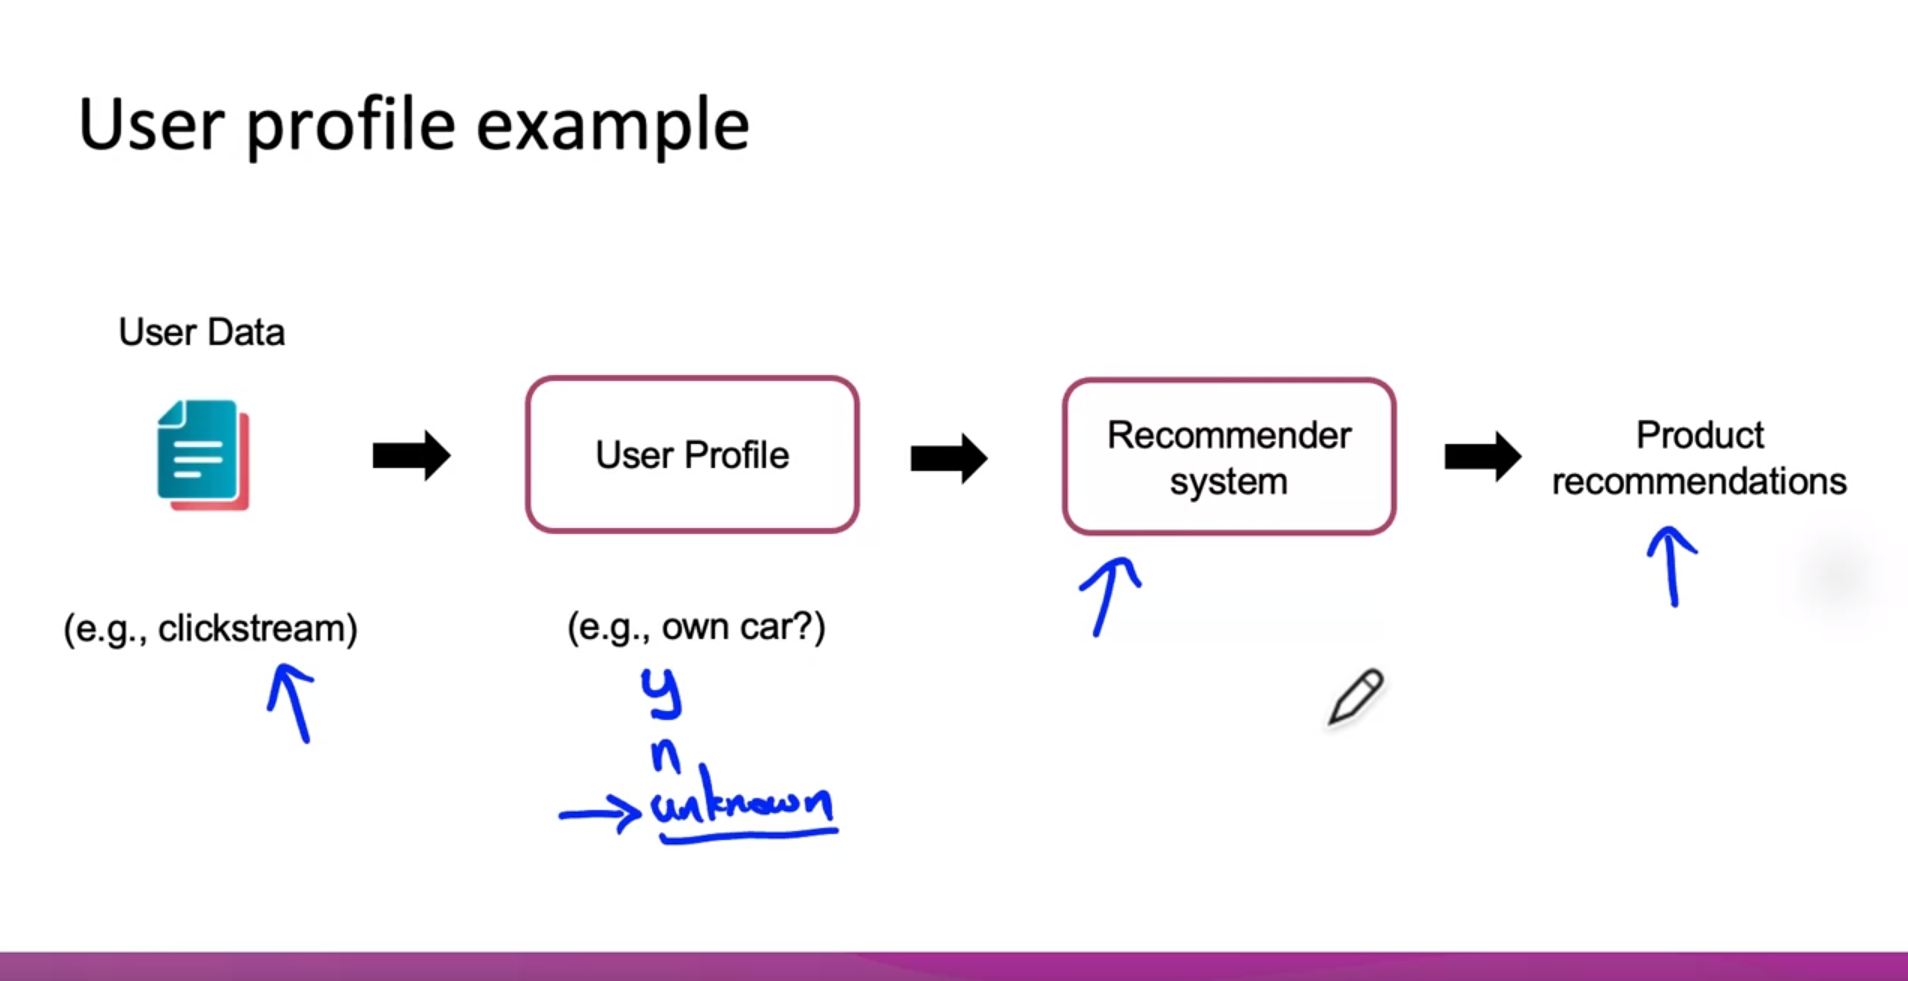 User profile example
User Data
User Profile
Recommender
system
Product
recommendations
(e.g., clickstream)
(e.g., own car?)
y
n
unknown